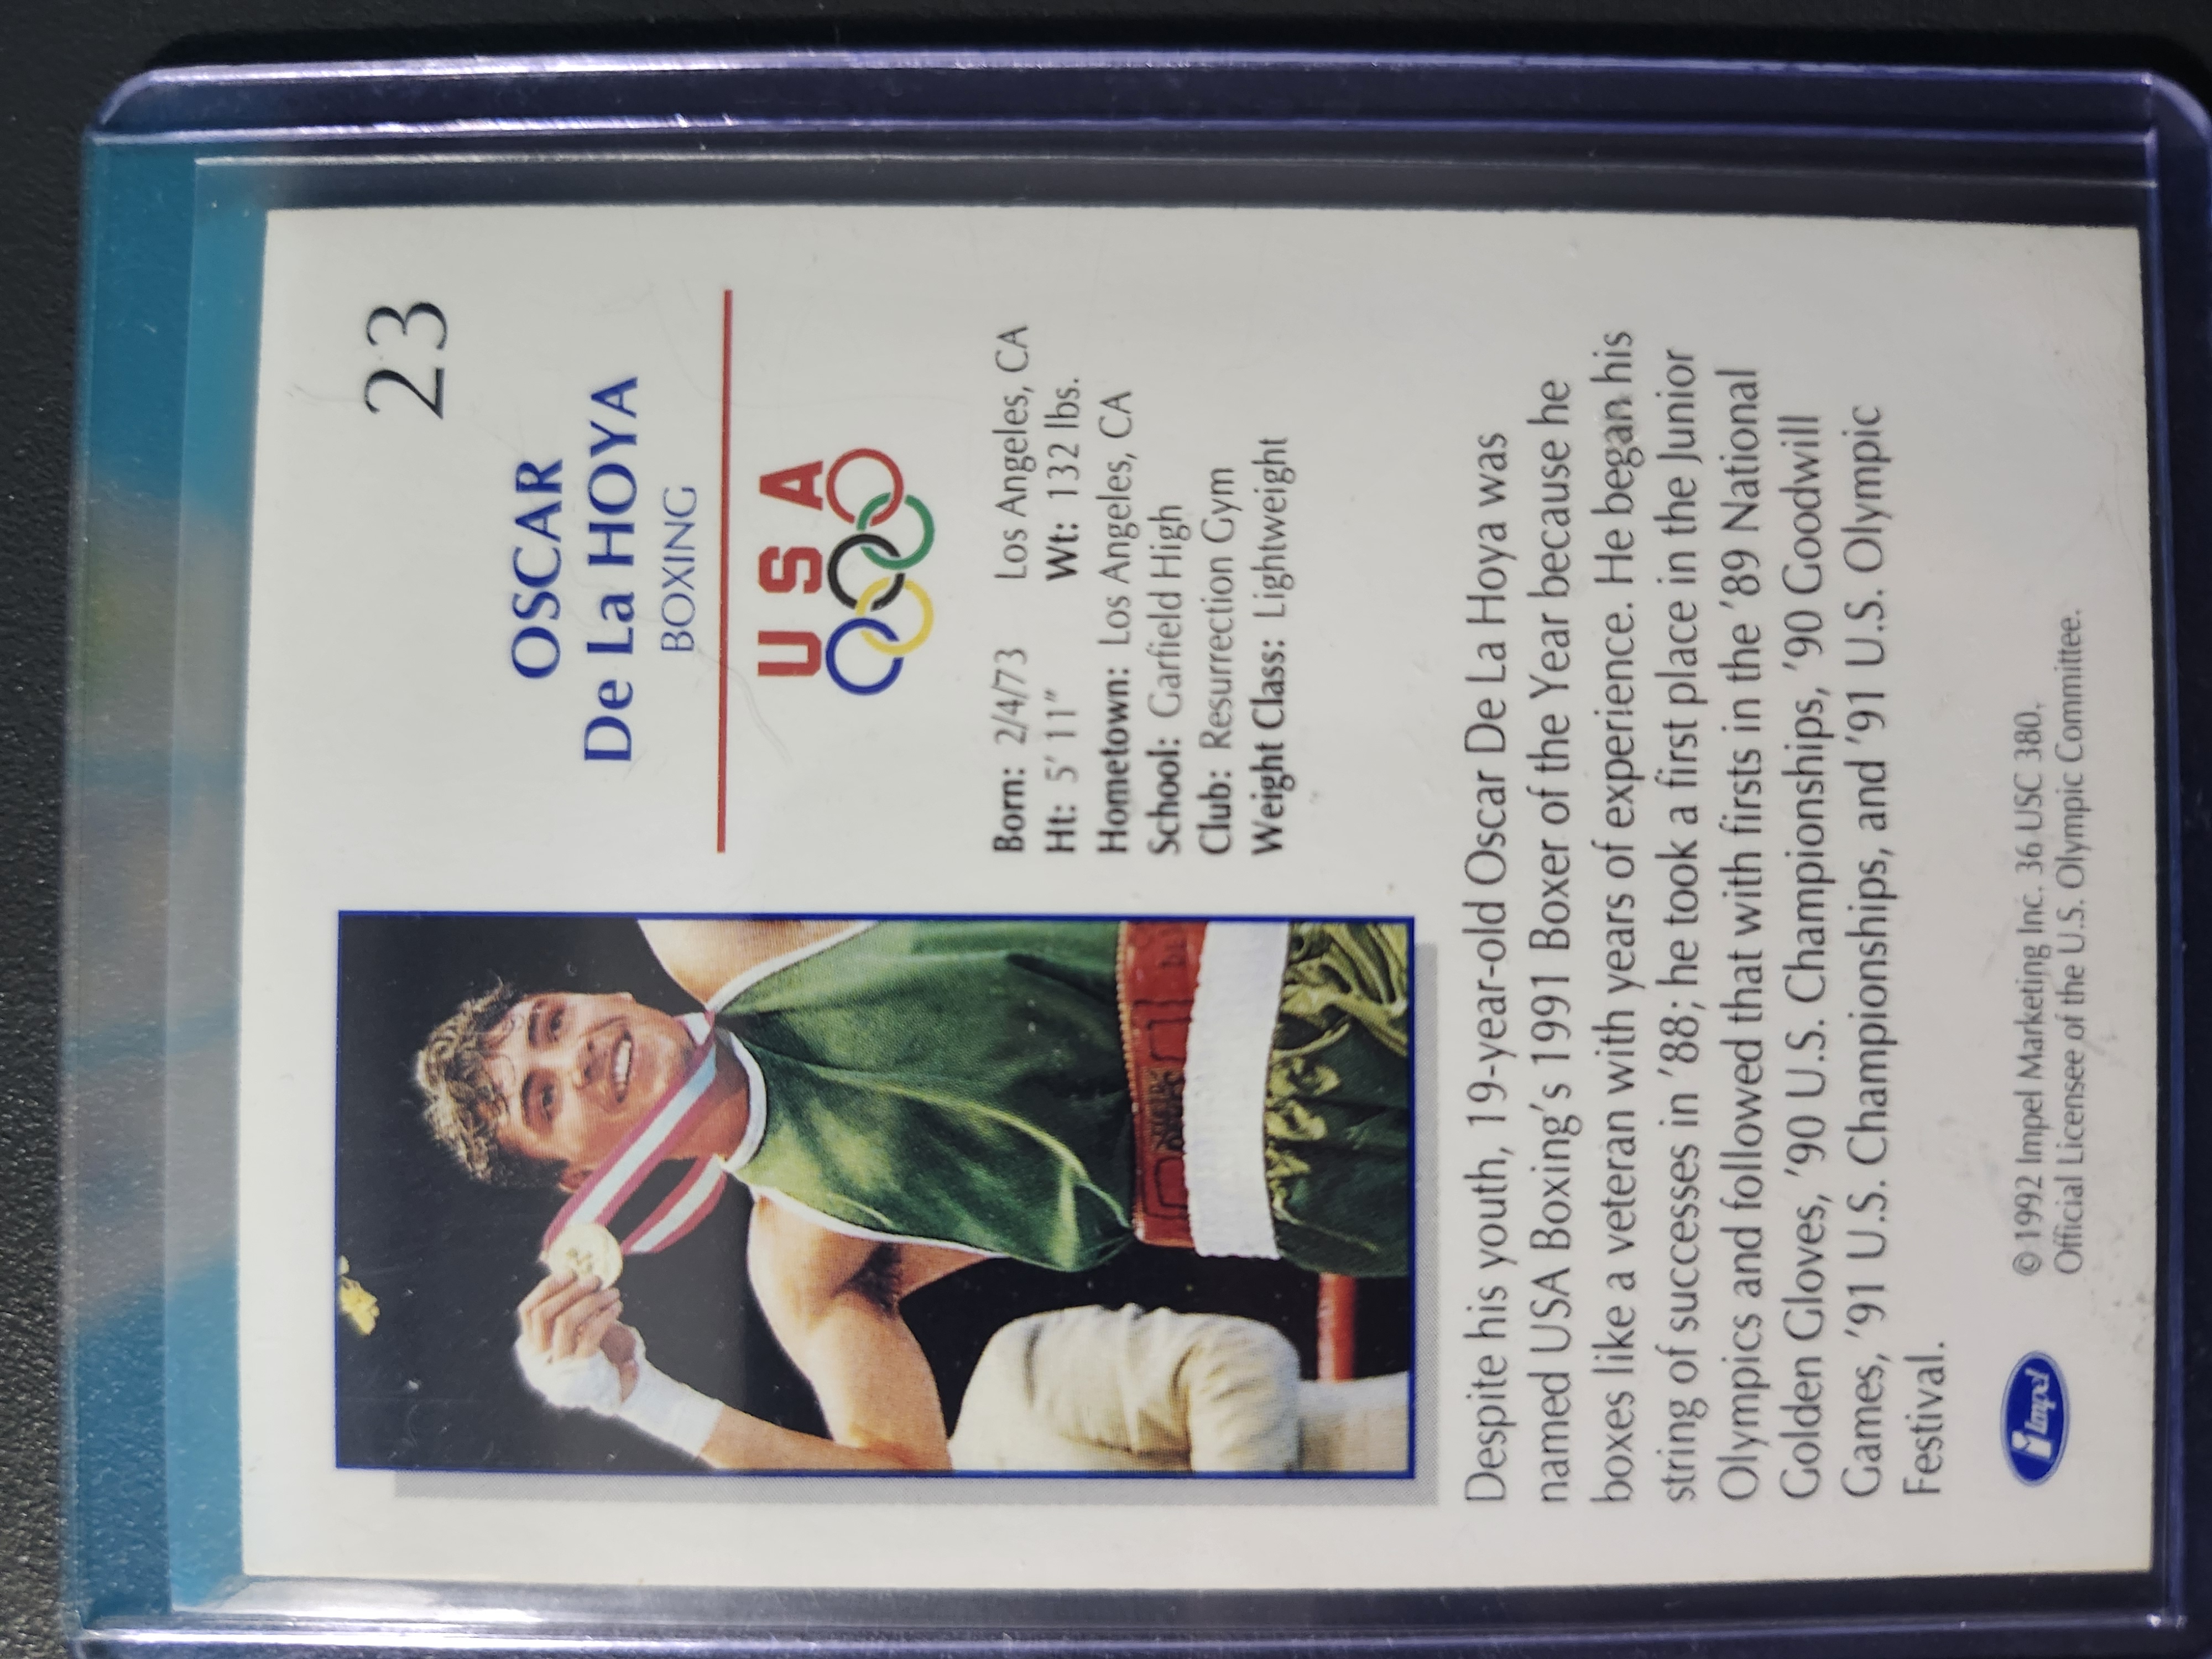 23
OSCAR
De La HOYA
BOXING
USA
Born: 2/4/73 Los Angeles, CA
Ht: 5' 11" Wt: 132 lbs.
Hometown: Los Angeles, CA
School: Garfield High
Club: Resurrection Gym
Weight Class: Lightweight
Despite his youth, 19-year-old Oscar De La Hoya was
named USA Boxing's 1991 Boxer of the Year because he
boxes like a veteran with years of experience. He began his
string of successes in '88; he took a first place in the Junior
Olympics and followed that with firsts in the '89 National
Golden Gloves, '90 U.S. Championships, '90 Goodwill
Games, '91 U.S. Championships, and '91 U.S. Olympic
Festival.
Impel
© 1992 Impel Marketing Inc. 36 USC 380.
Official Licensee of the U.S. Olympic Committee.